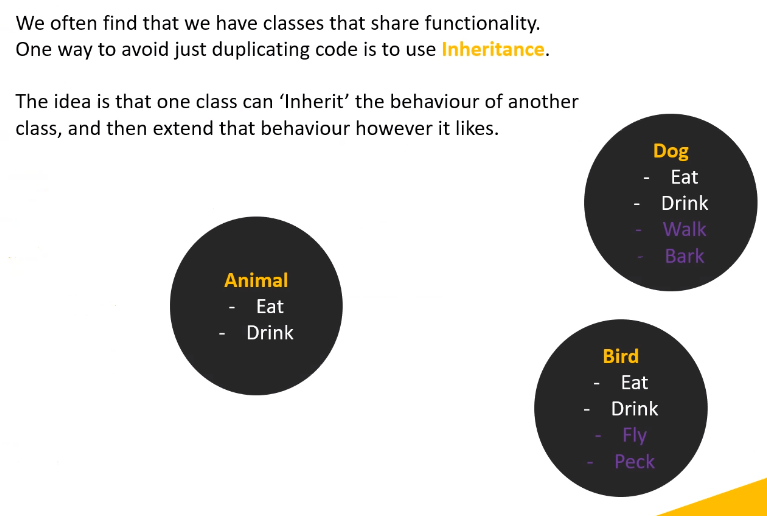 We often find that we have classes that share functionality.
One way to avoid just duplicating code is to use Inheritance.
The idea is that one class can ‘Inherit’ the behaviour of another
class, and then extend that behaviour however it likes.
Dog
- Eat
- Drink
- Walk
- Bark
Animal
- Eat
- Drink
Bird
- Eat
- Drink
- Fly
- Peck